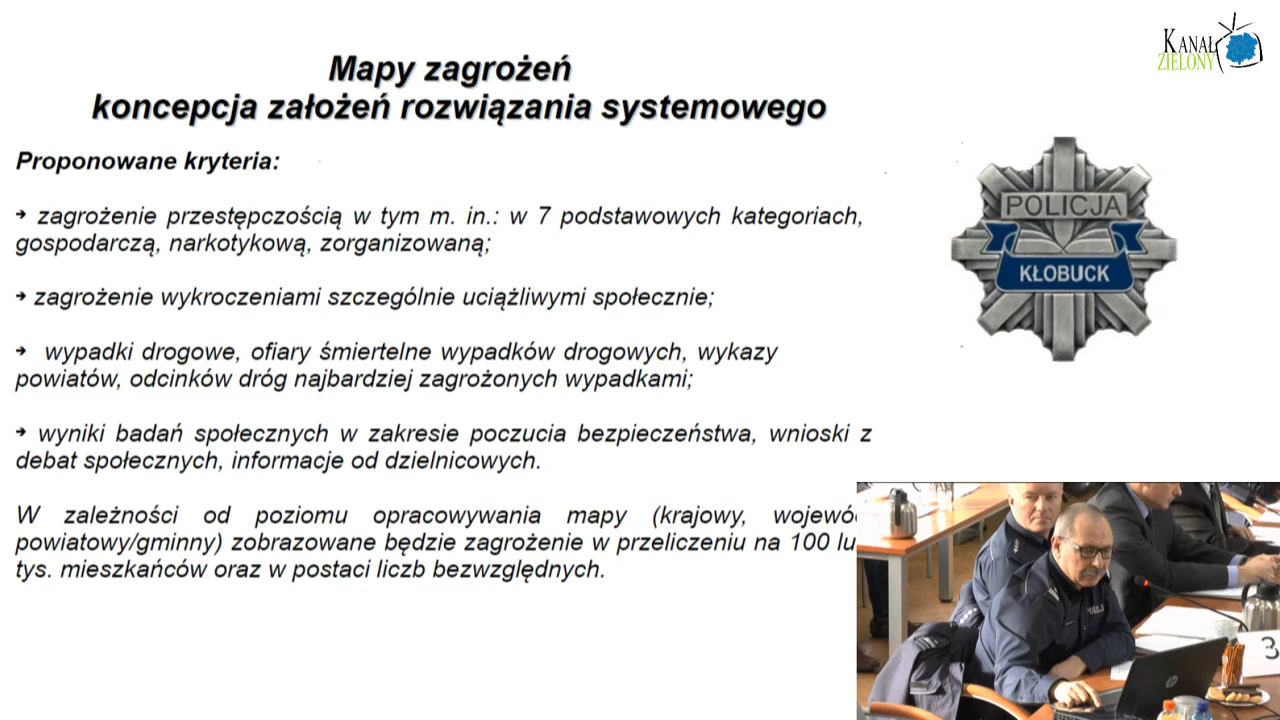 KANAŁ
ZIELONY
Mapy zagrożeń
koncepcja założeń rozwiązania systemowego
Proponowane kryteria:
➔ zagrożenie przestępczością w tym m. in.: w 7 podstawowych kategoriach,
gospodarczą, narkotykową, zorganizowaną;
➔ zagrożenie wykroczeniami szczególnie uciążliwymi społecznie;
➔ wypadki drogowe, ofiary śmiertelne wypadków drogowych, wykazy
powiatów, odcinków dróg najbardziej zagrożonych wypadkami;
➔ wyniki badań społecznych w zakresie poczucia bezpieczeństwa, wnioski z
debat społecznych, informacje od dzielnicowych.
W zależności od poziomu opracowywania mapy (krajowy,
powiatowy/gminny) zobrazowane będzie zagrożenie w przeliczeniu na 100
tys. mieszkańców oraz w postaci liczb bezwzględnych.
POLICJA
KŁOBUCK
3